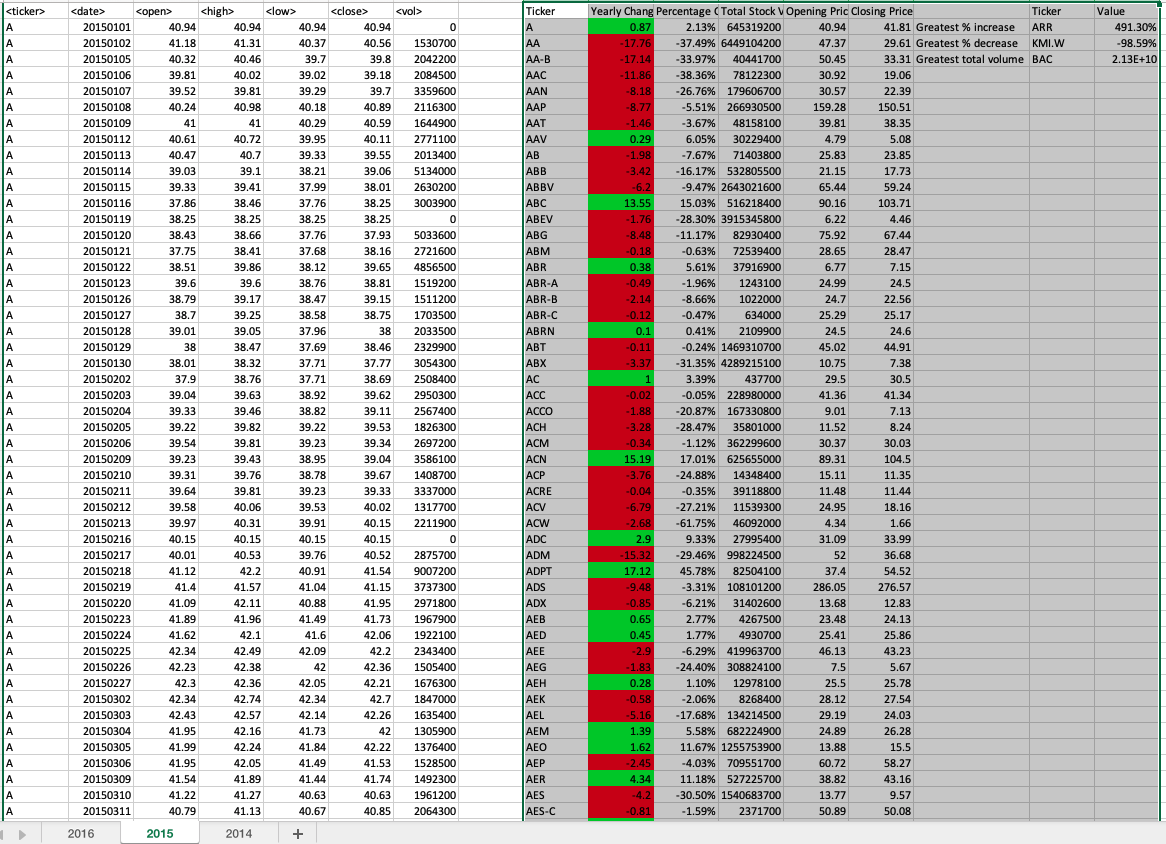 <ticker> <date> <open> <high> <low> <close> <vol> Ticker Yearly Chang Percentage C Total Stock V Opening Pric Closing Price Ticker Value
A 20150101 40.94 40.94 40.94 40.94 0 A 0.87 2.13% 645319200 40.94 41.81 Greatest % increase ARR 491.30%
A 20150102 41.18 41.31 40.37 40.56 1530700 AA -17.76 -37.49% 6449104200 47.37 29.61 Greatest % decrease KMI.W -98.59%
A 20150105 40.32 40.46 39.7 39.8 2042200 AA-B -17.14 -33.97% 40441700 50.45 33.31 Greatest total volume BAC 2.13E+10
A 20150106 39.81 40.02 39.02 39.18 2084500 AAC -11.86 -38.36% 78122300 30.92 19.06
A 20150107 39.52 39.81 39.29 39.7 3359600 AAN -8.18 -26.76% 179606700 30.57 22.39
A 20150108 40.24 40.98 40.18 40.89 2116300 AAP -8.77 -5.51% 266930500 159.28 150.51
A 20150109 41 41 40.29 40.59 1644900 AAT -1.46 -3.67% 48158100 39.81 38.35
A 20150112 40.61 40.72 39.95 40.11 2771100 AAV 0.29 6.05% 30229400 4.79 5.08
A 20150113 40.47 40.7 39.33 39.55 2013400 AB -1.98 -7.67% 71403800 25.83 23.85
A 20150114 39.03 39.1 38.21 39.06 5134000 ABB -3.42 -16.17% 532805500 21.15 17.73
A 20150115 39.33 39.41 37.99 38.01 2630200 ABBV -6.2 -9.47% 2643021600 65.44 59.24
A 20150116 37.86 38.46 37.76 38.25 3003900 ABC 13.55 15.03% 516218400 90.16 103.71
A 20150119 38.25 38.25 38.25 38.25 0 ABEV -1.76 -28.30% 3915345800 6.22 4.46
A 20150120 38.43 38.66 37.76 37.93 5033600 ABG -8.48 -11.17% 82930400 75.92 67.44
A 20150121 37.75 38.41 37.68 38.16 2721600 ABM -0.18 -0.63% 72539400 28.65 28.47
A 20150122 38.51 39.86 38.12 39.65 4856500 ABR 0.38 5.61% 37916900 6.77 7.15
A 20150123 39.6 39.6 38.76 38.81 1519200 ABR-A -0.49 -1.96% 1243100 24.99 24.5
A 20150126 38.79 39.17 38.47 39.15 1511200 ABR-B -2.14 -8.66% 1022000 24.7 22.56
A 20150127 38.7 39.25 38.58 38.75 1703500 ABR-C -0.12 -0.47% 634000 25.29 25.17
A 20150128 39.01 39.05 37.96 38 2033500 ABRN 0.1 0.41% 2109900 24.5 24.6
A 20150129 38 38.47 37.69 38.46 2329900 ABT -0.11 -0.24% 1469310700 45.02 44.91
A 20150130 38.01 38.32 37.71 37.77 3054300 ABX -3.37 -31.35% 4289215100 10.75 7.38
A 20150202 37.9 38.76 37.71 38.69 2508400 AC 1 3.39% 437700 29.5 30.5
A 20150203 39.04 39.63 38.92 39.62 2950300 ACC -0.02 -0.05% 228980000 41.36 41.34
A 20150204 39.33 39.46 38.82 39.11 2567400 ACCO -1.88 -20.87% 167330800 9.01 7.13
A 20150205 39.22 39.82 39.22 39.53 1826300 ACH -3.28 -28.47% 35801000 11.52 8.24
A 20150206 39.54 39.81 39.23 39.34 2697200 ACM -0.34 -1.12% 362299600 30.37 30.03
A 20150209 39.23 39.43 38.95 39.04 3586100 ACN 15.19 17.01% 625655000 89.31 104.5
A 20150210 39.31 39.76 38.78 39.67 1408700 ACP -3.76 -24.88% 14348400 15.11 11.35
A 20150211 39.64 39.81 39.23 39.33 3337000 ACRE -0.04 -0.35% 39118800 11.48 11.44
A 20150212 39.58 40.06 39.53 40.02 1317700 ACV -6.79 -27.21% 11539300 24.95 18.16
A 20150213 39.97 40.31 39.91 40.15 2211900 ACW -2.68 -61.75% 46092000 4.34 1.66
A 20150216 40.15 40.15 40.15 40.15 0 ADC 2.9 9.33% 27995400 31.09 33.99
A 20150217 40.01 40.53 39.76 40.52 2875700 ADM -15.32 -29.46% 998224500 52 36.68
A 20150218 41.12 42.2 40.91 41.54 9007200 ADPT 17.12 45.78% 82504100 37.4 54.52
A 20150219 41.4 41.57 41.04 41.15 3737300 ADS -9.48 -3.31% 108101200 286.05 276.57
A 20150220 41.09 42.11 40.88 41.95 2971800 ADX -0.85 -6.21% 31402600 13.68 12.83
A 20150223 41.89 41.96 41.49 41.73 1967900 AEB 0.65 2.77% 4267500 23.48 24.13
A 20150224 41.62 42.1 41.6 42.06 1922100 AED 0.45 1.77% 4930700 25.41 25.86
A 20150225 42.34 42.49 42.09 42.2 2343400 AEE -2.9 -6.29% 419963700 46.13 43.23
A 20150226 42.23 42.38 42 42.36 1505400 AEG -1.83 -24.40% 308824100 7.5 5.67
A 20150227 42.3 42.36 42.05 42.21 1676300 AEH 0.28 1.10% 12978100 25.5 25.78
A 20150302 42.34 42.74 42.34 42.7 1847000 AEK -0.58 -2.06% 8268400 28.12 27.54
A 20150303 42.43 42.57 42.14 42.26 1635400 AEL -5.16 -17.68% 134214500 29.19 24.03
A 20150304 41.95 42.16 41.73 42 1305900 AEM 1.39 5.58% 682224900 24.89 26.28
A 20150305 41.99 42.24 41.84 42.22 1376400 AEO 1.62 11.67% 1255753900 13.88 15.5
A 20150306 41.95 42.05 41.49 41.53 1528500 AEP -2.45 -4.03% 709551700 60.72 58.27
A 20150309 41.54 41.89 41.44 41.74 1492300 AER 4.34 11.18% 527225700 38.82 43.16
A 20150310 41.22 41.27 40.63 40.63 1961200 AES -4.2 -30.50% 1540683700 13.77 9.57
A 20150311 40.79 41.13 40.67 40.85 2064300 AES-C -0.81 -1.59% 2371700 50.89 50.08
2016 2015 2014 +